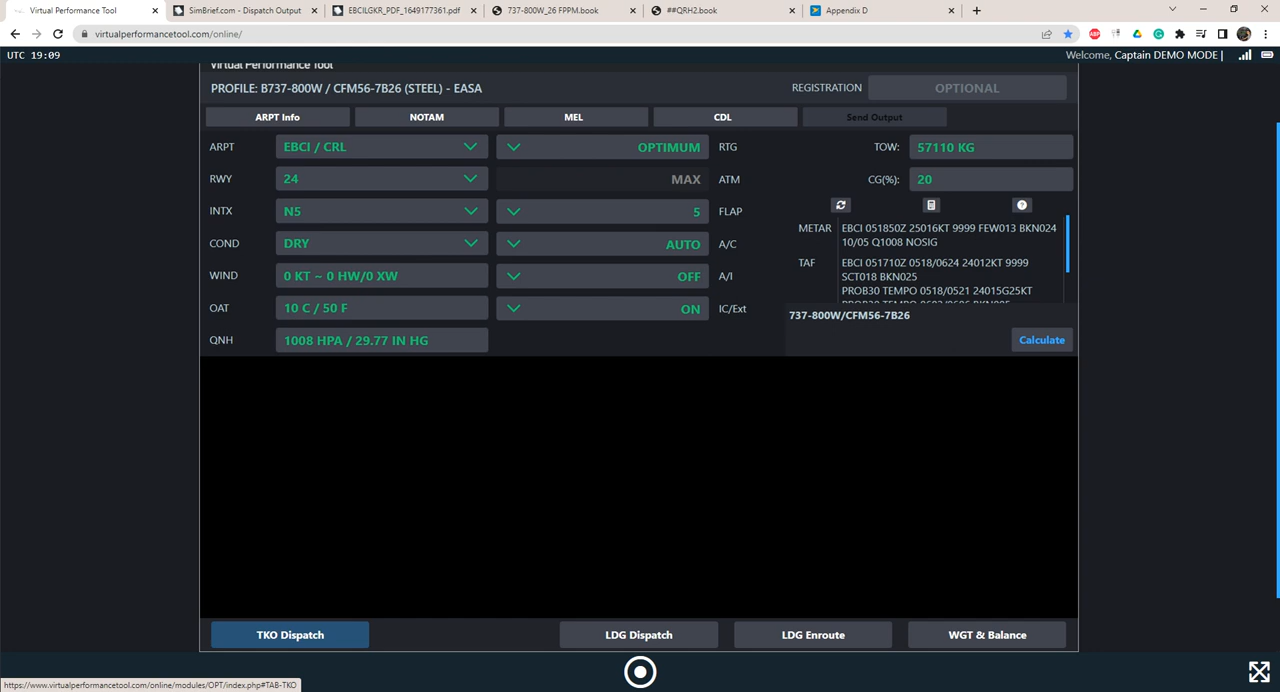 Virtual Performance Tool
SimBrief.com - Dispatch Output
EBCILGKR_PDF_1649177361.pdf
737-800W_26 FPPM.book
##QRH2.book
Appendix D
virtualperformancetool.com/online/
UTC 19:09
Welcome, Captain DEMO MODE |
Virtual Performance Tool
PROFILE: B737-800W / CFM56-7B26 (STEEL) - EASA
REGISTRATION
OPTIONAL
ARPT Info
NOTAM
MEL
CDL
Send Output
ARPT
EBCI / CRL
OPTIMUM
RTG
TOW:
57110 KG
RWY
24
MAX
ATM
CG(%):
20
INTX
N5
5
FLAP
COND
DRY
AUTO
A/C
WIND
0 KT ~ 0 HW/0 XW
OFF
A/I
OAT
10 C / 50 F
ON
IC/Ext
QNH
1008 HPA / 29.77 IN HG
METAR
EBCI 051850Z 25016KT 9999 FEW013 BKN024
10/05 Q1008 NOSIG
TAF
EBCI 051710Z 0518/0624 24012KT 9999
SCT018 BKN025
PROB30 TEMPO 0518/0521 24015G25KT
737-800W/CFM56-7B26
Calculate
TKO Dispatch
LDG Dispatch
LDG Enroute
WGT & Balance
https://www.virtualperformancetool.com/online/modules/OPT/index.php#TAB-TKO